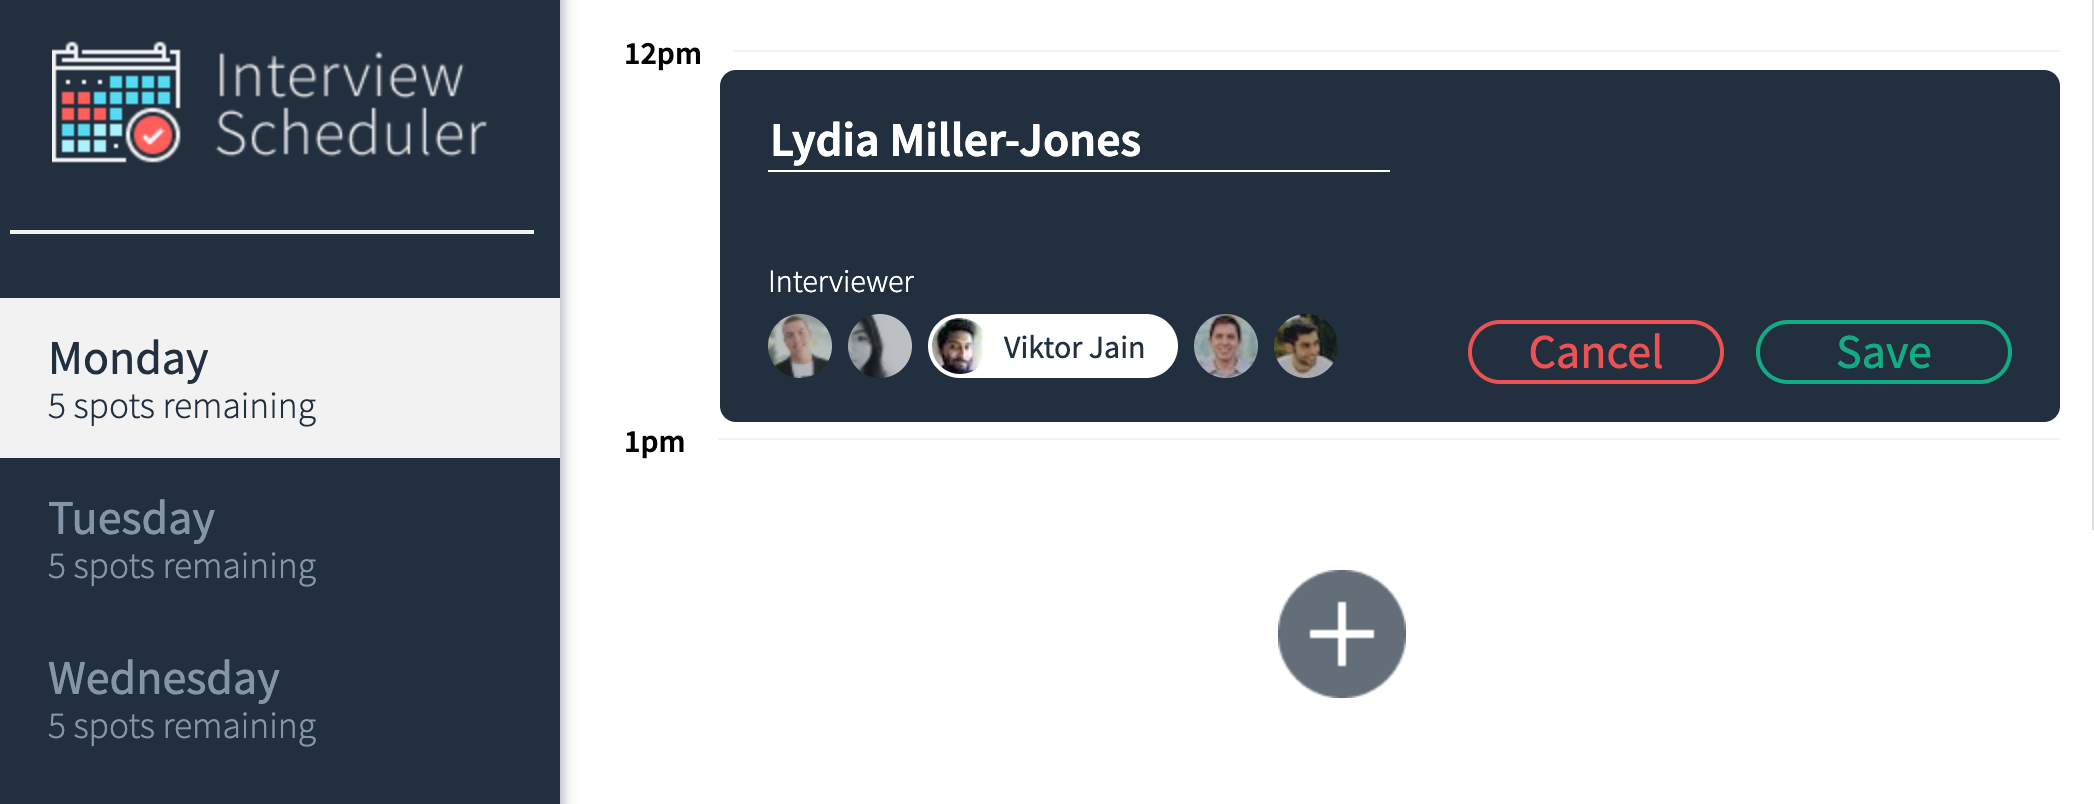 Interview
Scheduler
Monday
5 spots remaining
Tuesday
5 spots remaining
Wednesday
5 spots remaining
12pm
Lydia Miller-Jones
Interviewer
Viktor Jain
Cancel
Save
1pm